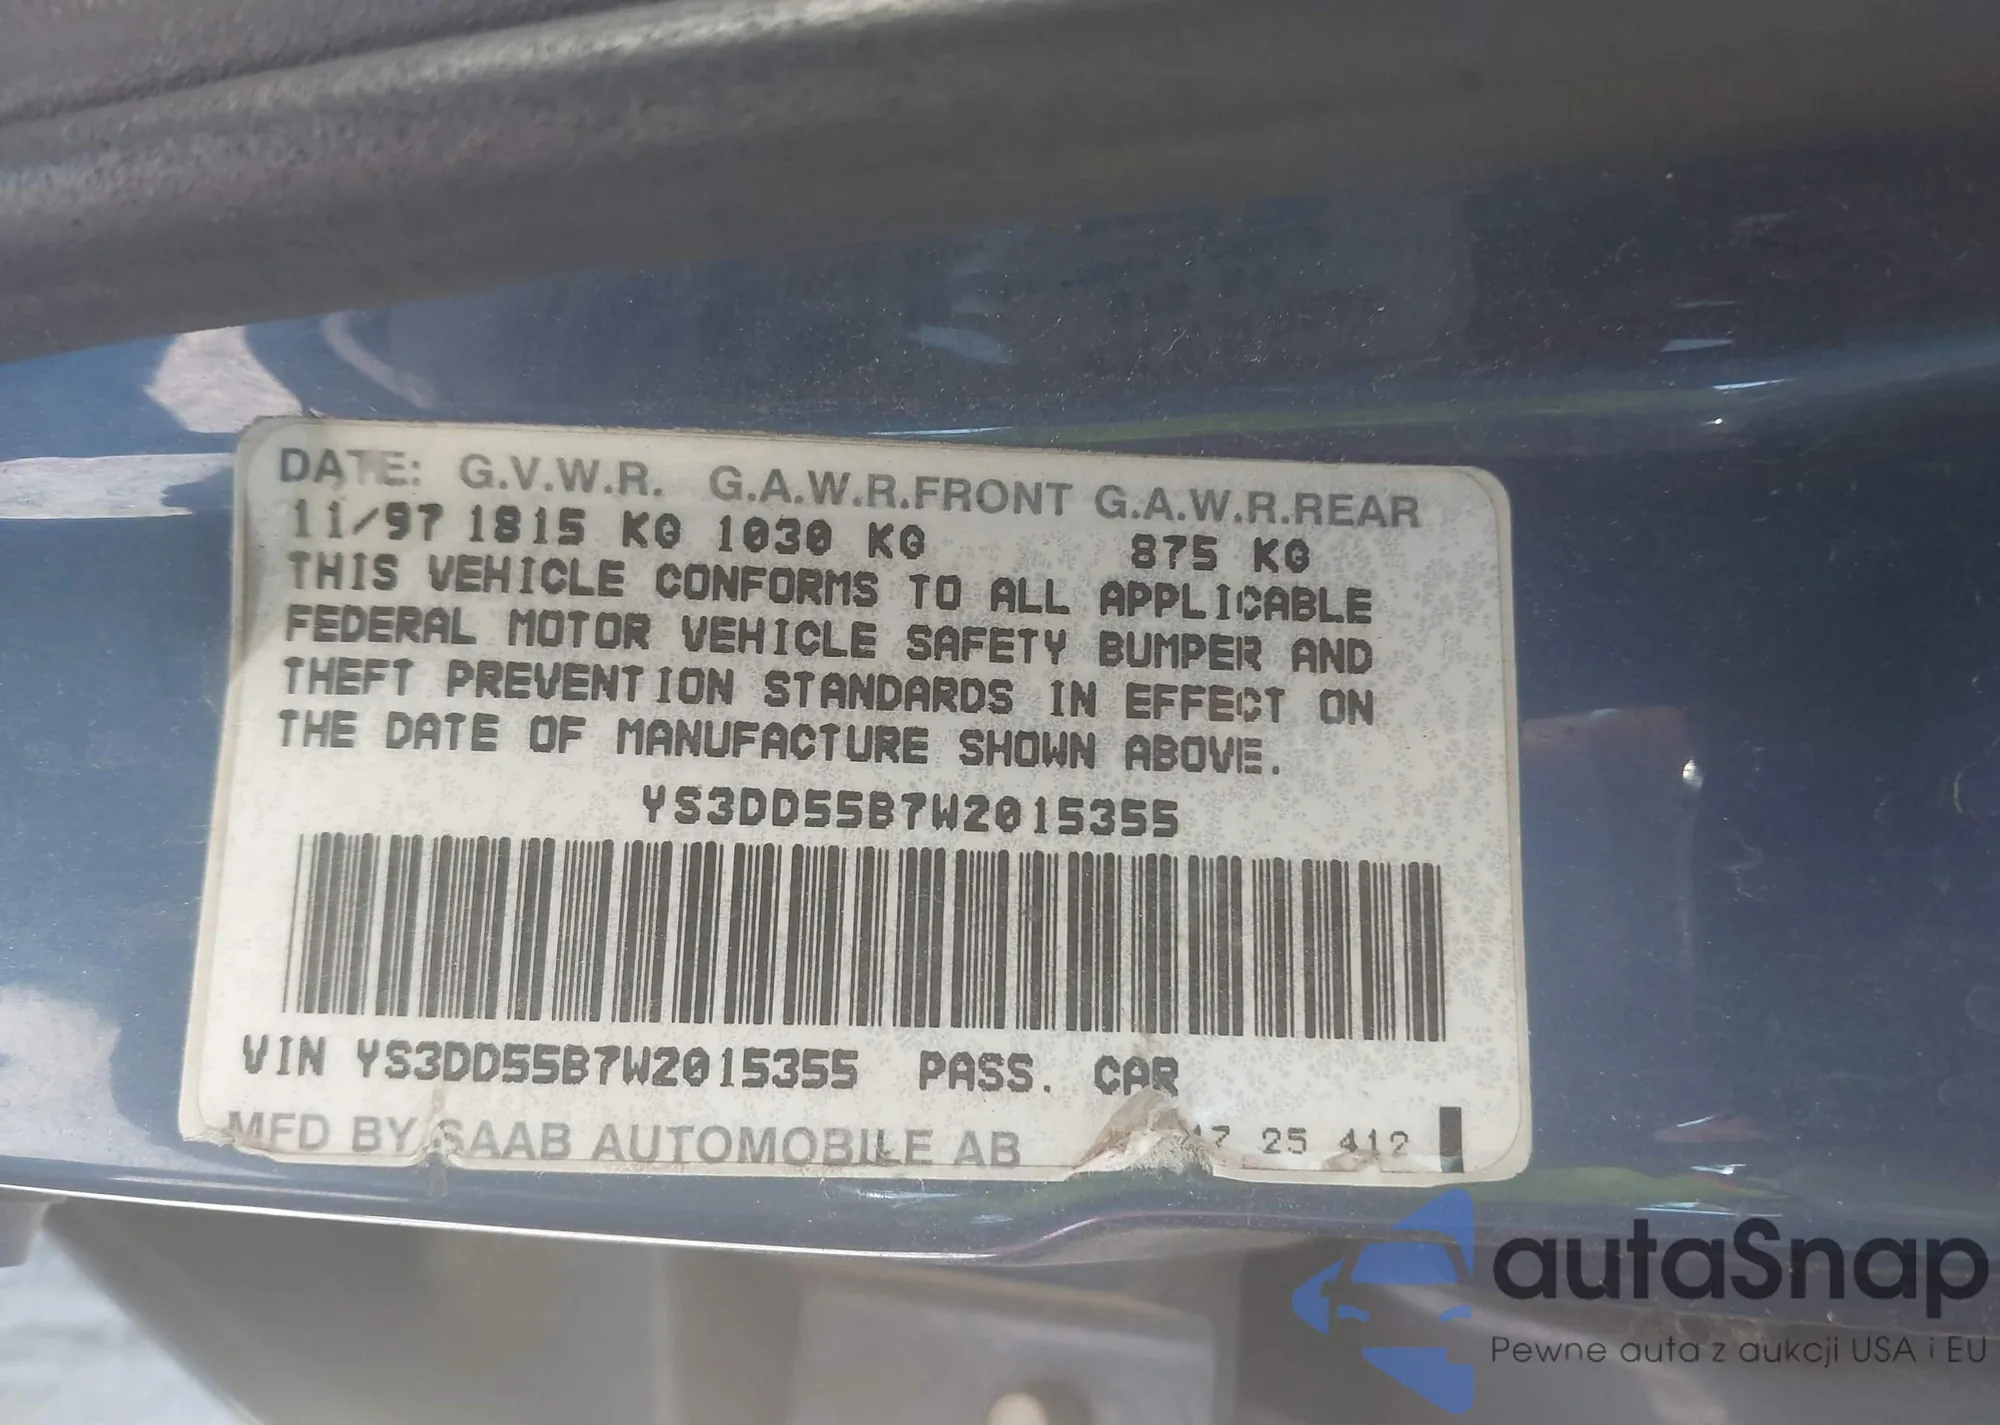 DATE: G.V.W.R. G.A.W.R.FRONT G.A.W.R.REAR
11/97 1815 KG 1030 KG 875 KG
THIS VEHICLE CONFORMS TO ALL APPLICABLE
FEDERAL MOTOR VEHICLE SAFETY BUMPER AND
THEFT PREVENTION STANDARDS IN EFFECT ON
THE DATE OF MANUFACTURE SHOWN ABOVE.
YS3DD55B7W2015355
VIN YS3DD55B7W2015355 PASS. CAR
MFD BY SAAB AUTOMOBILE AB 25 412
autaSnap
Pewne auta z aukcji USA i EU